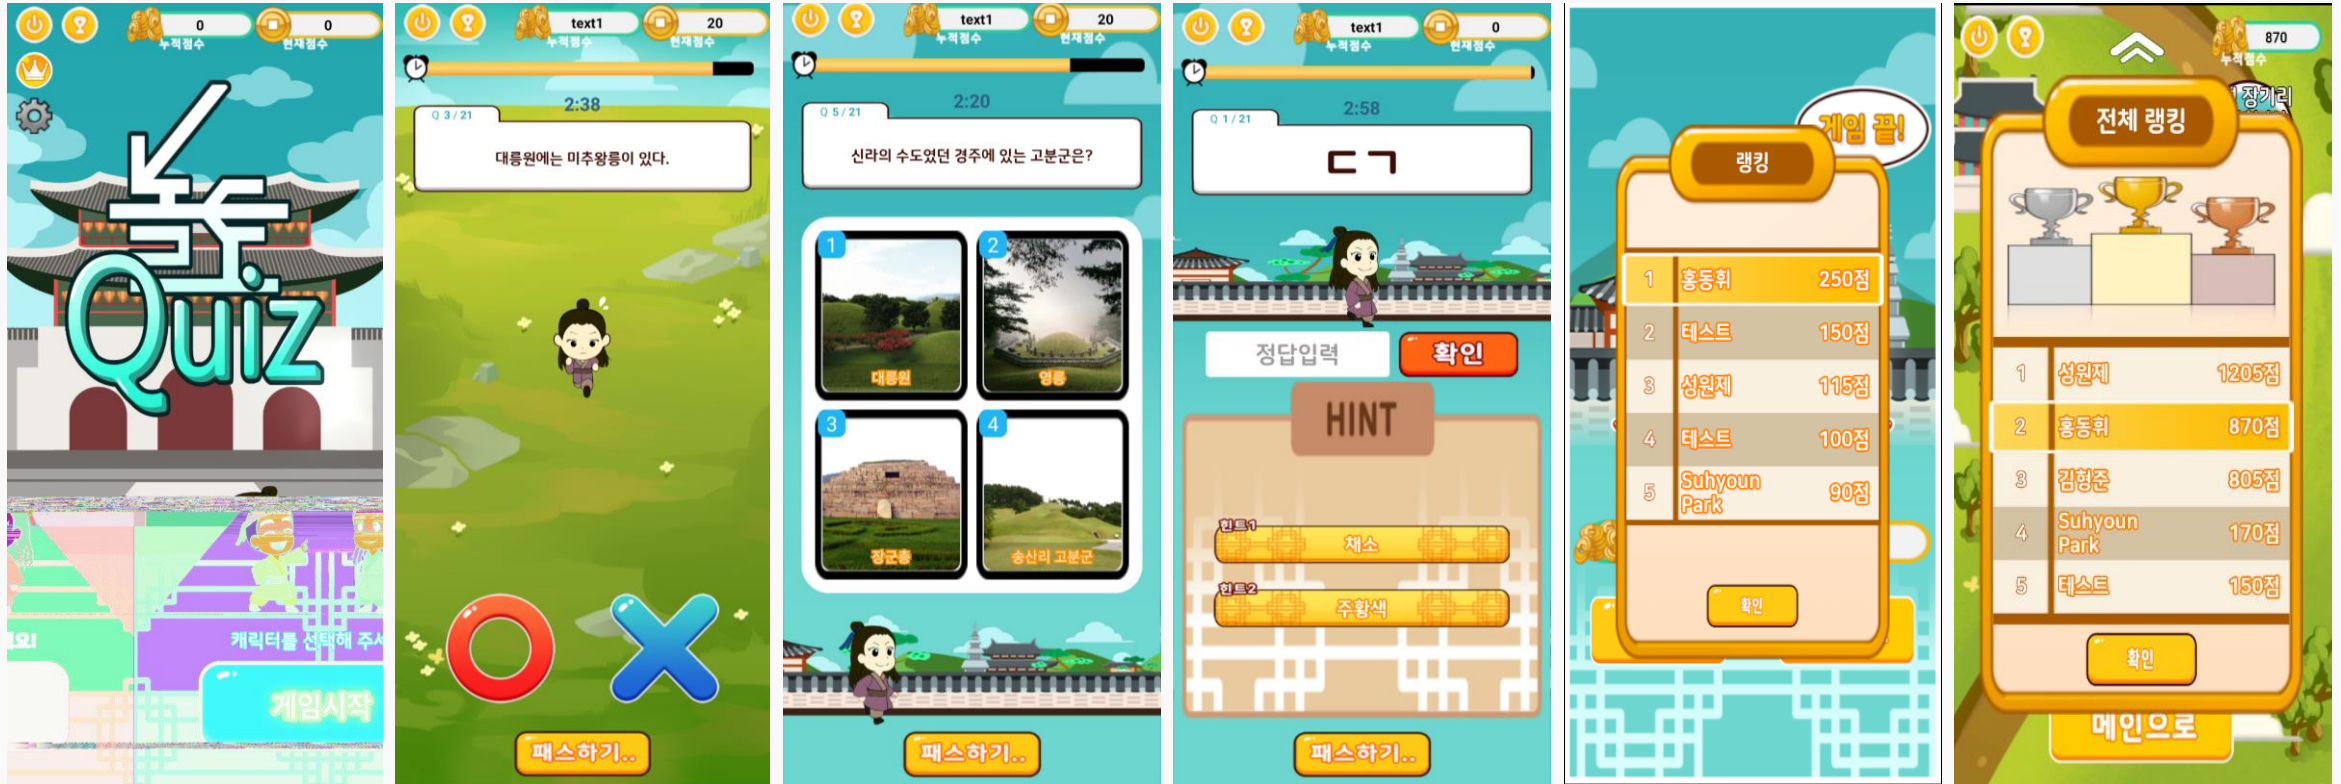 0
누적점수
0
현재점수
Quiz
요!
캐릭터를 선택해 주세
게임시작
text1
누적점수
20
현재점수
2:38
Q 3 / 21
대릉원에는 미추왕릉이 있다.
패스하기..
text1
누적점수
20
현재점수
2:20
Q 5 / 21
신라의 수도였던 경주에 있는 고분군은?
1
대릉원
2
영릉
3
장군총
4
송산리 고분군
패스하기..
text1
누적점수
0
현재점수
2:58
Q 1 / 21
ㄷㄱ
정답입력
확인
HINT
힌트1
채소
힌트2
주황색
패스하기..
게임 끝!
랭킹
1 홍동휘 250점
2 테스트 150점
3 성원제 115점
4 테스트 100점
5 Suhyoun Park 90점
확인
870
누적점수
장기리
전체 랭킹
1 성원제 1205점
2 홍동휘 870점
3 김형준 805점
4 Suhyoun Park 170점
5 테스트 150점
확인
메인으로